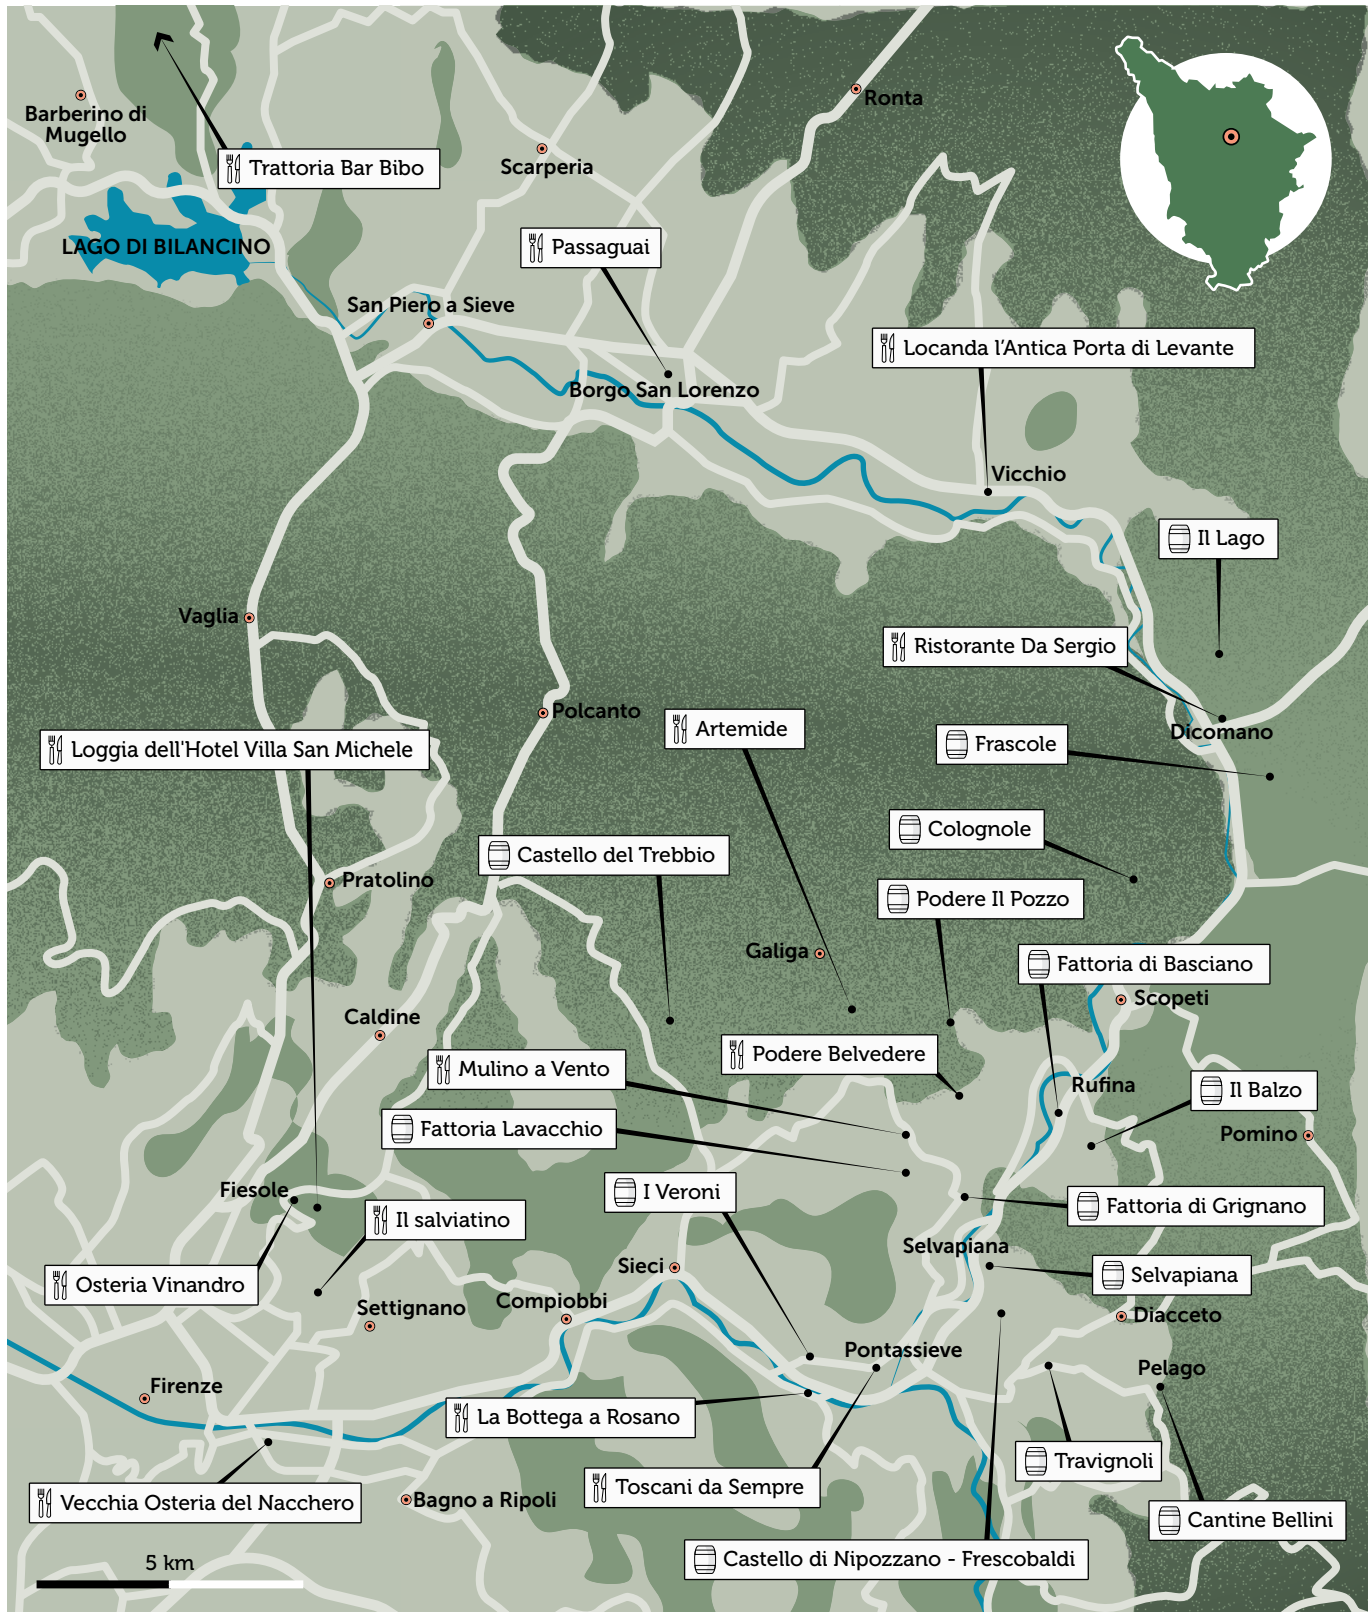 Barberino di
Mugello
Ronta
Scarperia
Trattoria Bar Bibo
LAGO DI BILANCINO
Passaguai
San Piero a Sieve
Locanda l'Antica Porta di Levante
Borgo San Lorenzo
Vicchio
Il Lago
Vaglia
Ristorante Da Sergio
Polcanto
Artemide
Dicomano
Frascole
Loggia dell'Hotel Villa San Michele
Colognole
Castello del Trebbio
Pratolino
Podere Il Pozzo
Galiga
Fattoria di Basciano
Scopeti
Caldine
Podere Belvedere
Mulino a Vento
Rufina
Il Balzo
Fattoria Lavacchio
Pomino
Fiesole
I Veroni
Fattoria di Grignano
Il salviatino
Selvapiana
Sieci
Selvapiana
Osteria Vinandro
Settignano
Compiobbi
Diacceto
Pontassieve
Pelago
Firenze
La Bottega a Rosano
Travignoli
Toscani da Sempre
Vecchia Osteria del Nacchero
Bagno a Ripoli
Cantine Bellini
Castello di Nipozzano - Frescobaldi
5 km